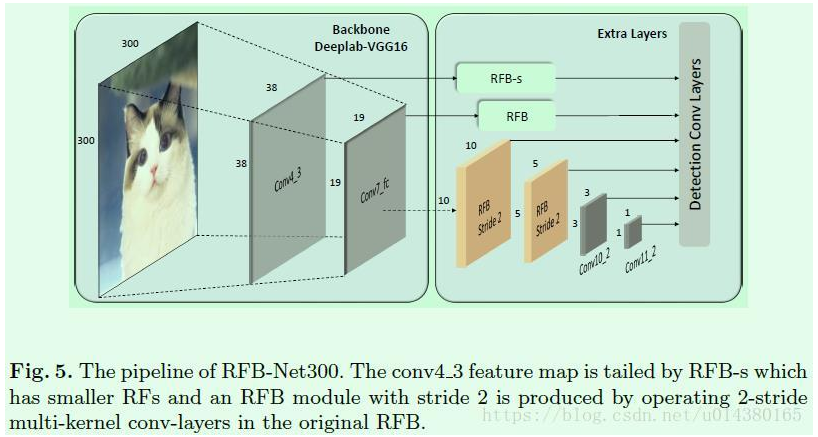 Backbone
Deeplab-VGG16
Extra Layers
300
300
38
38
Conv4_3
19
19
Conv7_fc
RFB-s
RFB
10
10
RFB
Stride 2
5
5
RFB
Stride 2
3
3
Conv10_2
1
1
Conv11_2
Detection Conv Layers
Fig. 5. The pipeline of RFB-Net300. The conv4_3 feature map is tailed by RFB-s which
has smaller RFs and an RFB module with stride 2 is produced by operating 2-stride
multi-kernel conv-layers in the original RFB.
https://blog.csdn.net/u014380165